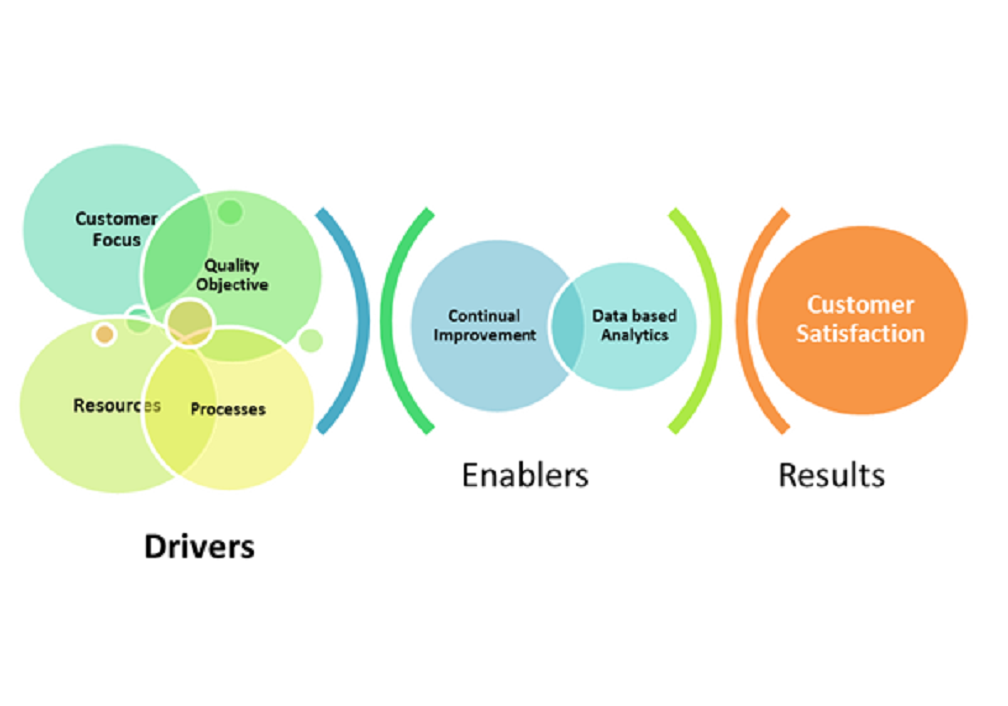 Customer
Focus
Quality
Objective
Resources
Processes
Drivers
Continual
Improvement
Data based
Analytics
Enablers
Customer
Satisfaction
Results